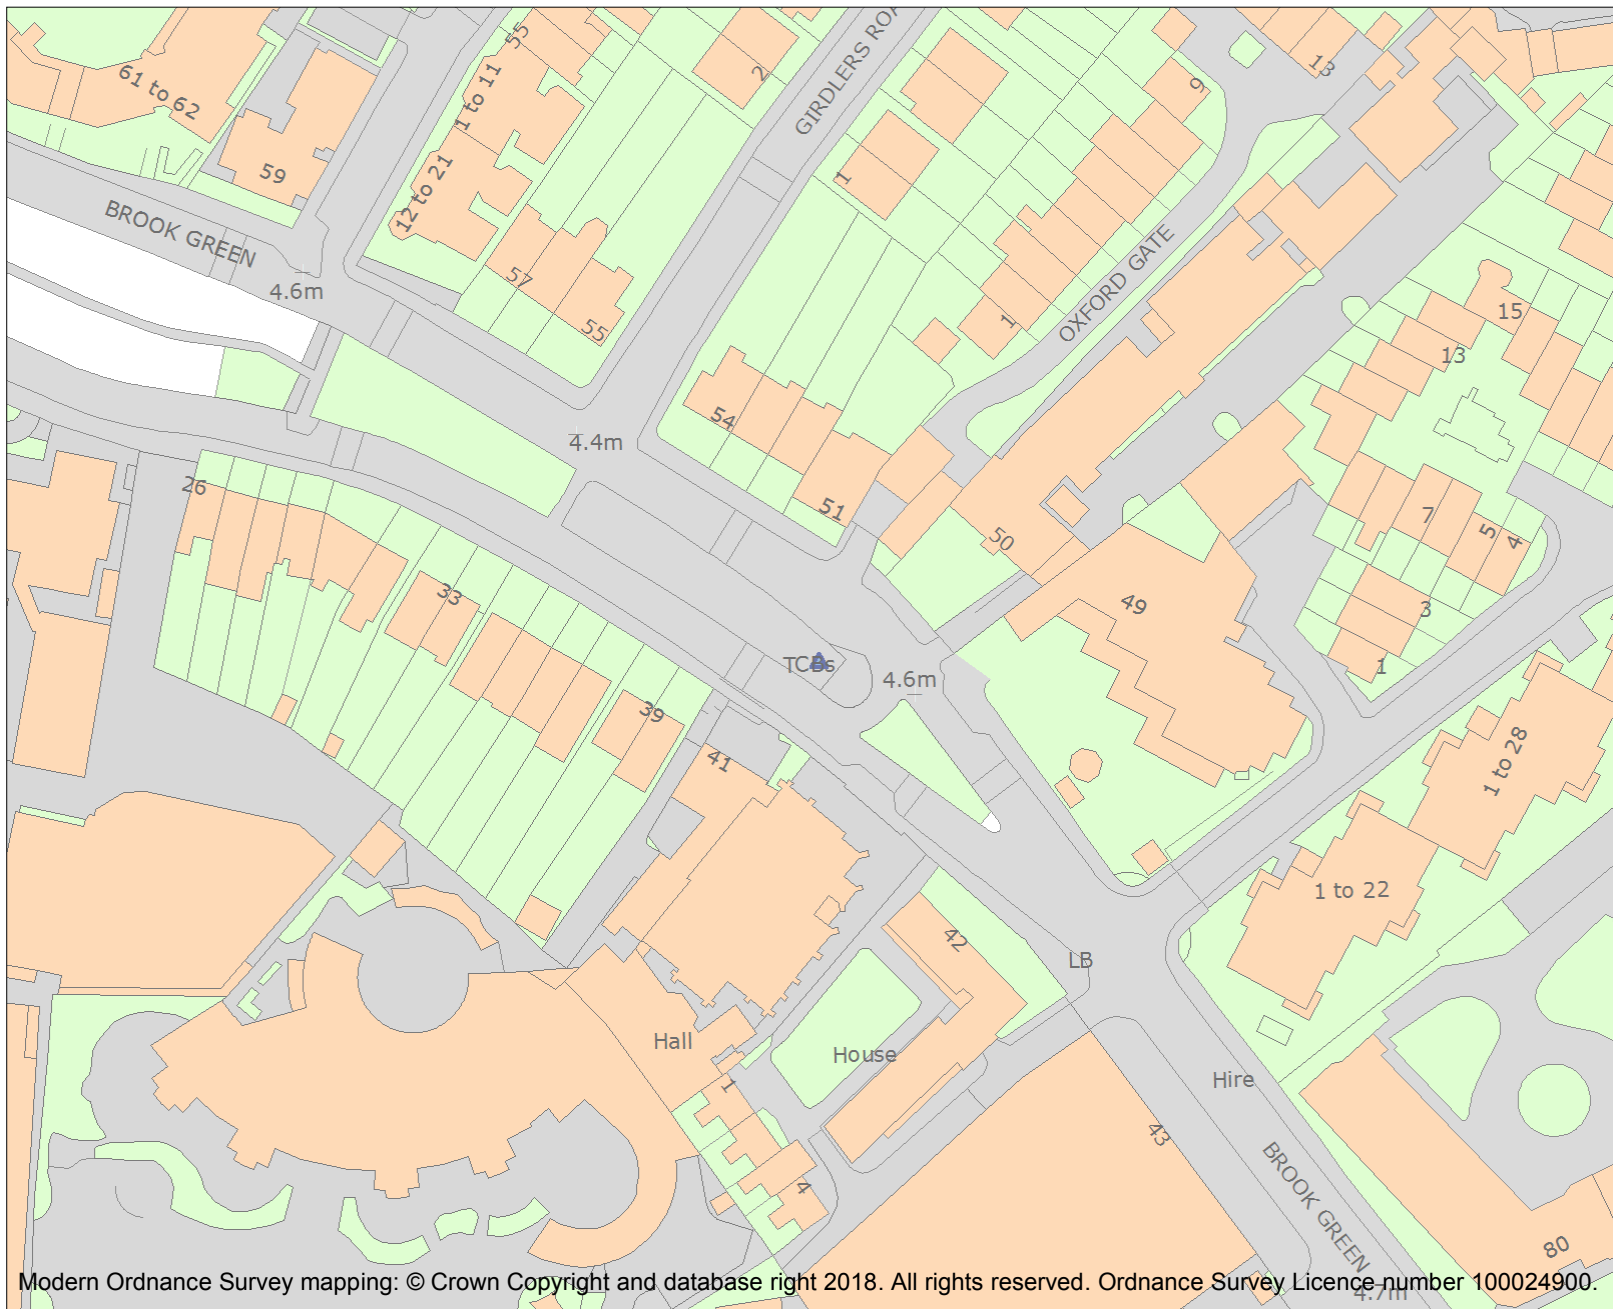 55
61 to 62
1 to 11
2
GIRDLERS ROA
13
9
59
12 to 21
1
BROOK GREEN
57
4.6m
55
1
OXFORD GATE
15
13
54
4.4m
51
26
50
7
5
4
33
49
3
TCBs
4.6m
1
39
41
1 to 28
1 to 22
42
LB
Hall
House
Hire
1
43
4
BROOK GREEN
80
Modern Ordnance Survey mapping: © Crown Copyright and database right 2018. All rights reserved. Ordnance Survey Licence number 100024900.
4.7m